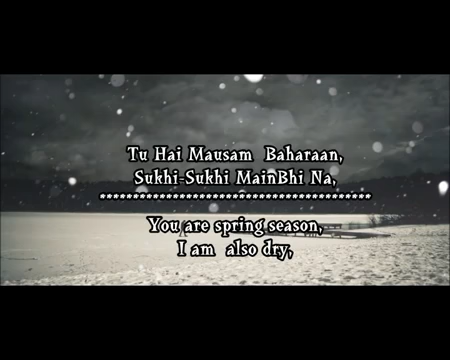 Tu Hai Mausam Baharaan,
Sukhi-Sukhi MainBhi Na,
*****************************************
You are spring season,
I am also dry,